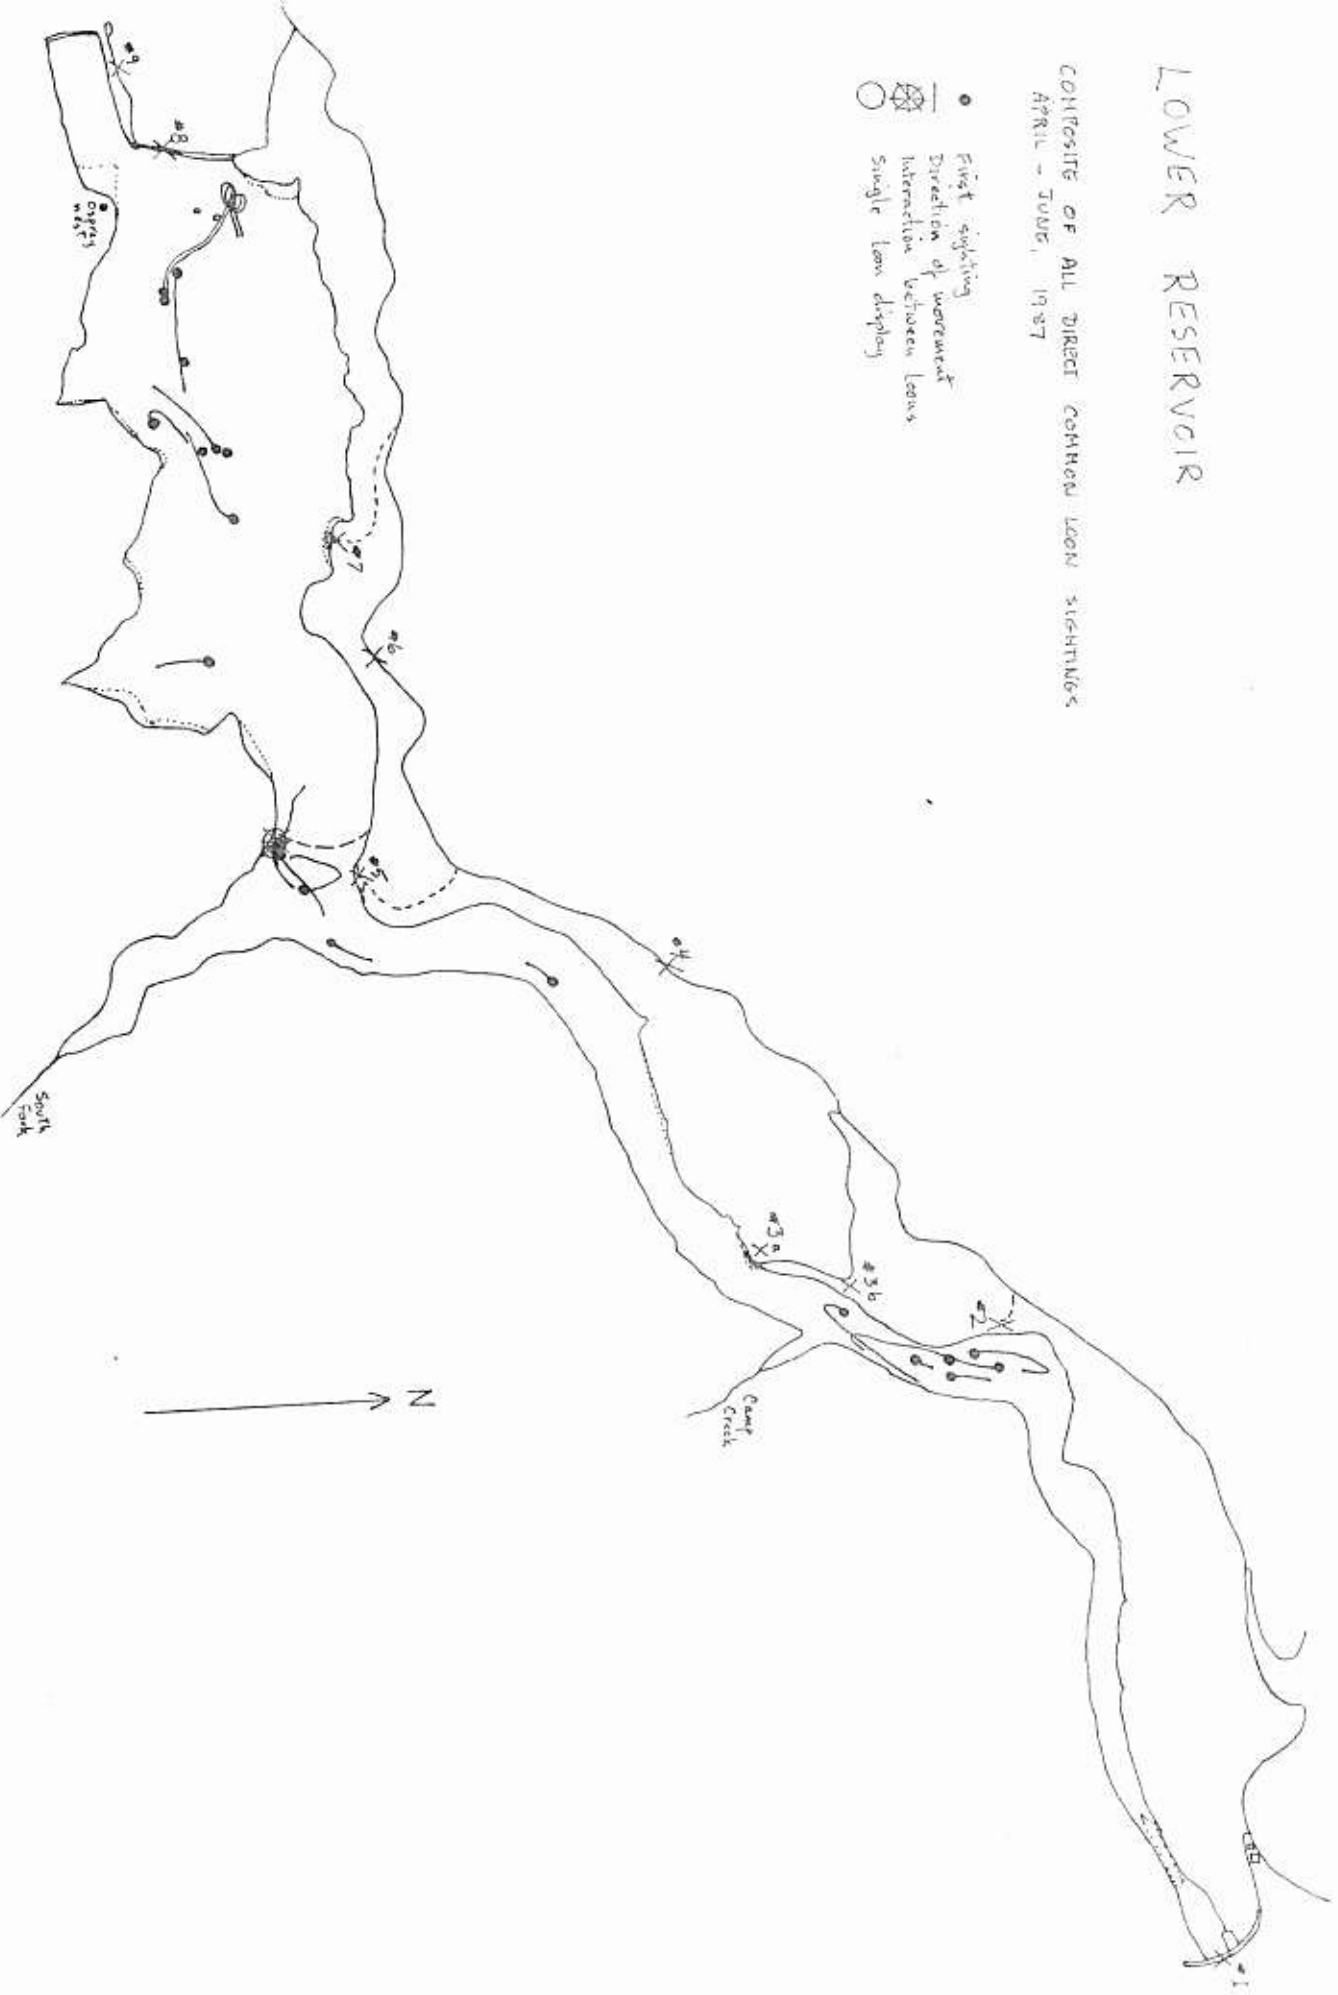 LOWER RESERVOIR
COMPOSITE OF ALL DIRECT COMMON LOON SIGHTINGS
APRIL - JUNE, 1987
First sighting
Direction of movement
Interaction between loons
Single loon display
#9
#8
Osprey
nest
#7
#6
#5
#4
South
Fork
#3a
#3b
#2
Camp
Creek
N
#1